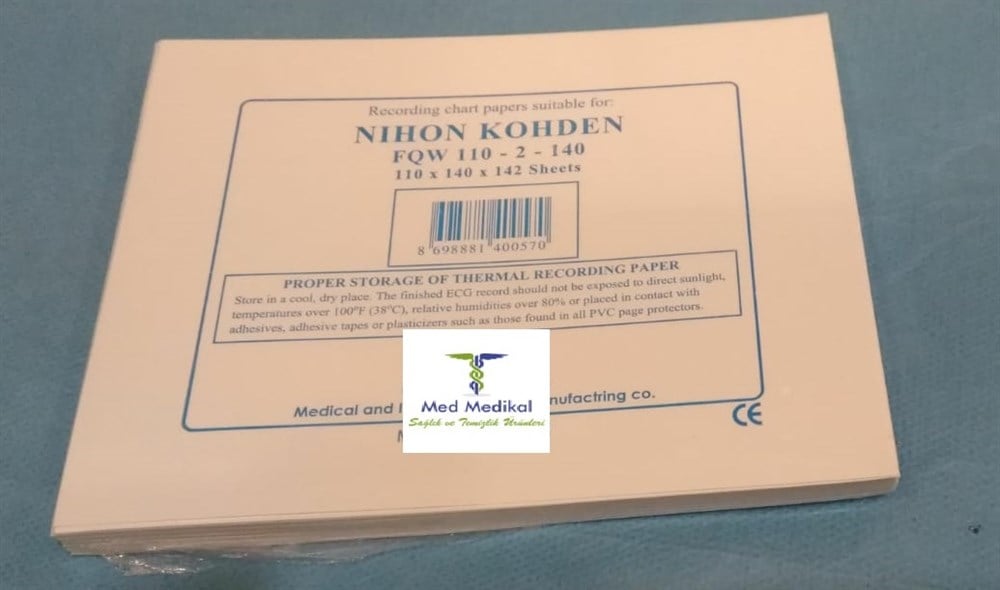 Recording chart papers suitable for:
NIHON KOHDEN
FQW 110 - 2 - 140
110 x 140 x 142 Sheets
8 698881 400570
PROPER STORAGE OF THERMAL RECORDING PAPER
Store in a cool, dry place. The finished ECG record should not be exposed to direct sunlight,
temperatures over 100°F (38°C), relative humidities over 80% or placed in contact with
adhesives, adhesive tapes or plasticizers such as those found in all PVC page protectors.
Medical and nufactring co.
CE
Med Medikal
Sağlık ve Temizlik Ürünleri